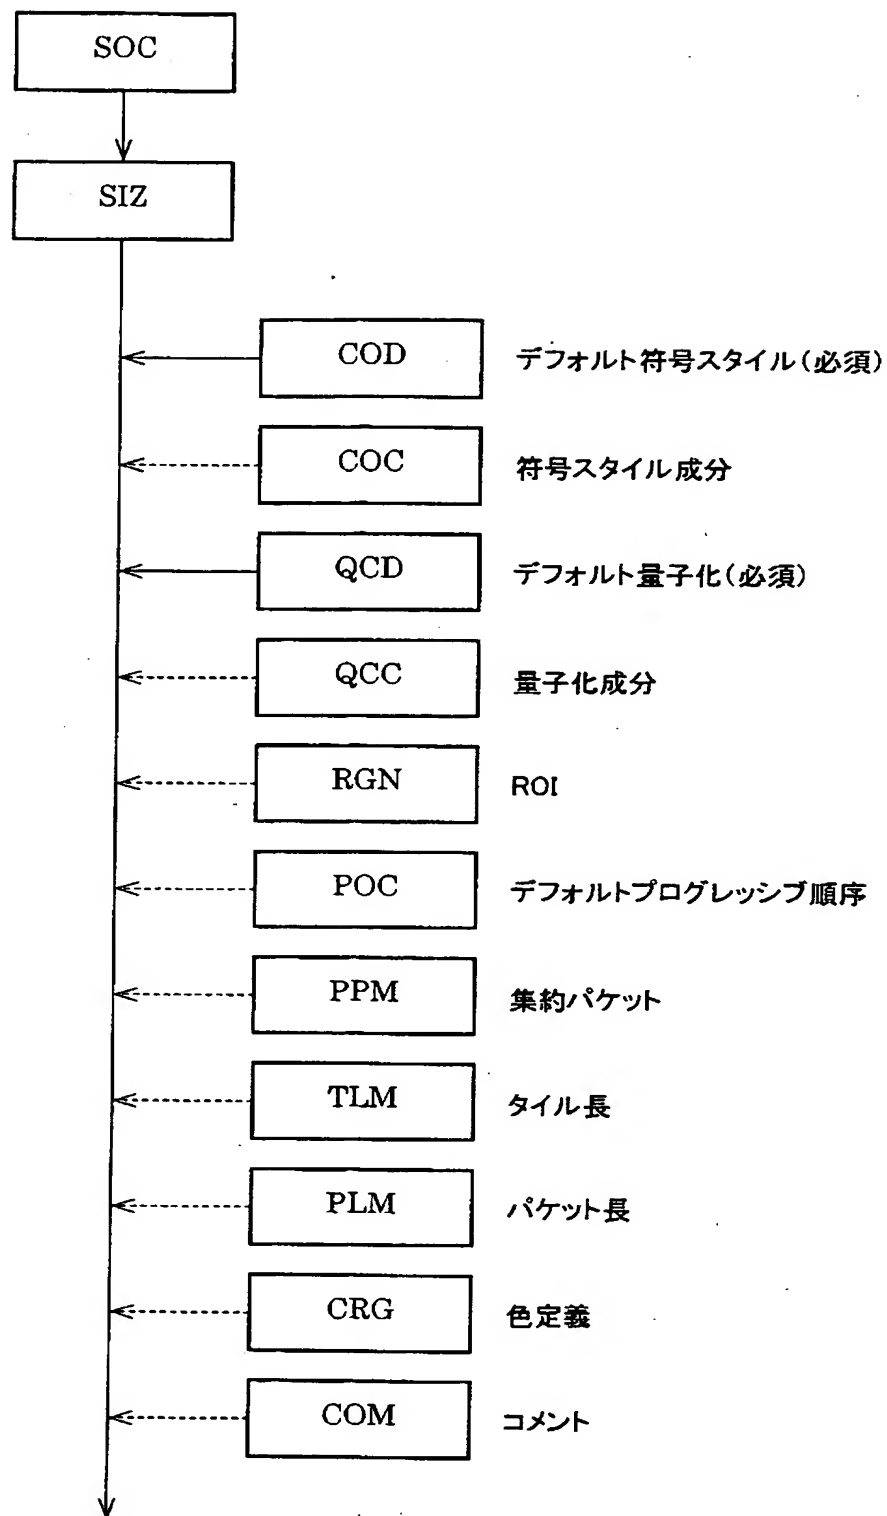 SOC
SIZ
COD デフォルト符号スタイル(必須)
COC 符号スタイル成分
QCD デフォルト量子化(必須)
QCC 量子化成分
RGN ROI
POC デフォルトプログレッシブ順序
PPM 集約パケット
TLM タイル長
PLM パケット長
CRG 色定義
COM コメント